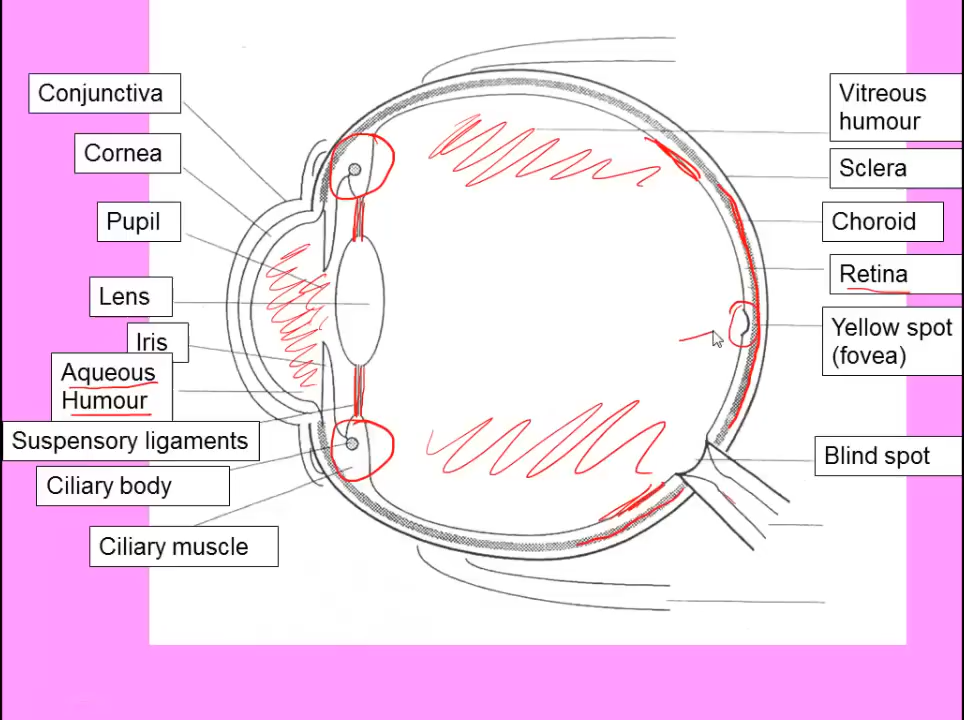 Conjunctiva
Cornea
Pupil
Lens
Iris
Aqueous
Humour
Suspensory ligaments
Ciliary body
Ciliary muscle
Vitreous
humour
Sclera
Choroid
Retina
Yellow spot
(fovea)
Blind spot